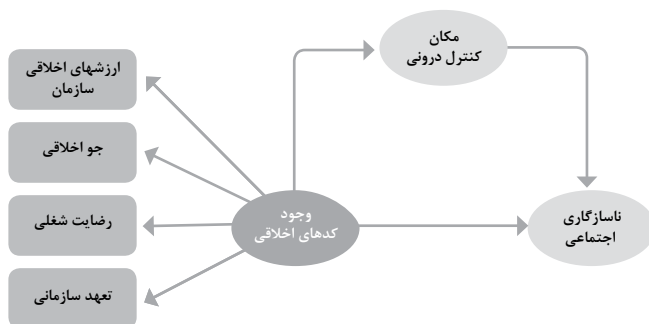 مکان
کنترل درونی
ارزشهای اخلاقی
سازمان
جو اخلاقی
رضایت شغلی
تعهد سازمانی
وجود
کدهای اخلاقی
ناسازگاری
اجتماعی